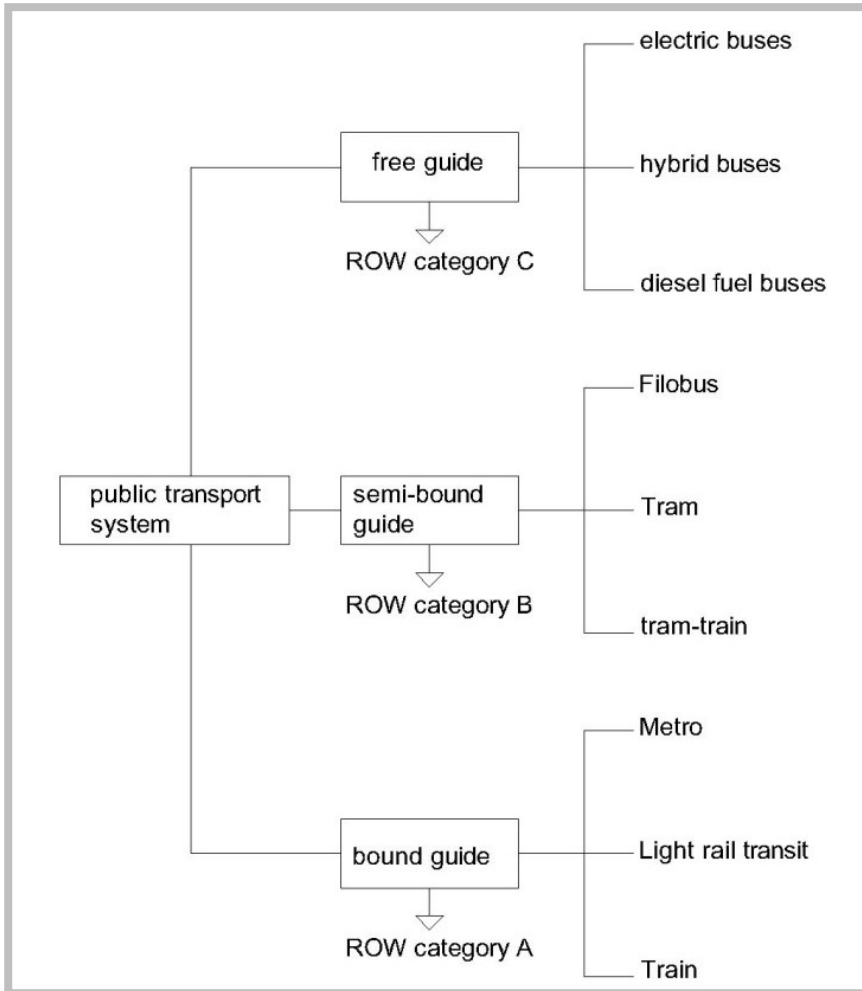 electric buses
free guide
hybrid buses
ROW category C
diesel fuel buses
Filobus
public transport
system
semi-bound
guide
Tram
ROW category B
tram-train
Metro
bound guide
Light rail transit
ROW category A
Train